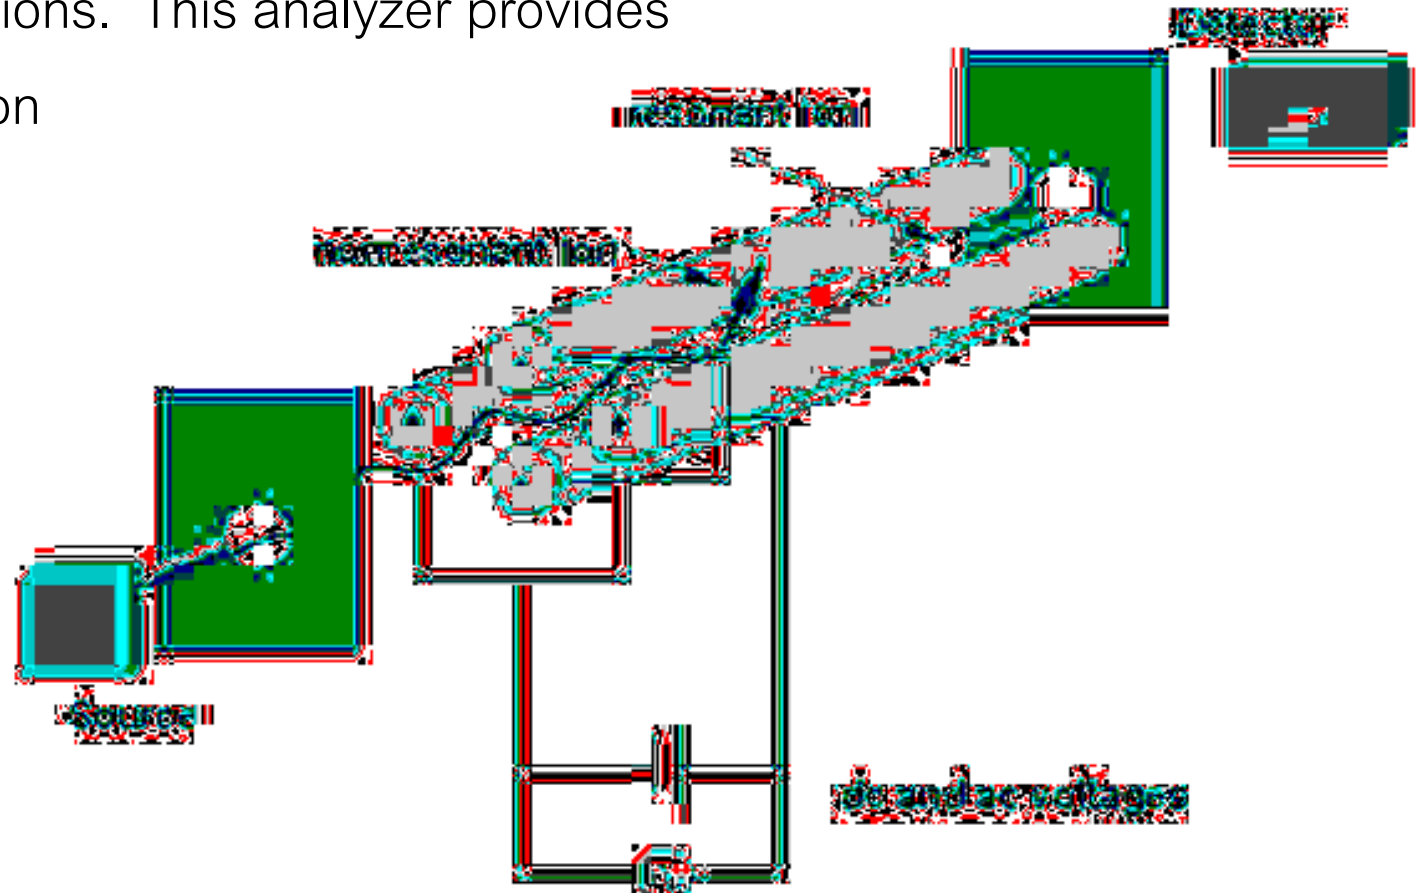 ions.  This analyzer provides
on
Detector
resonant ion
nonresonant ion
Source
dc and ac voltages